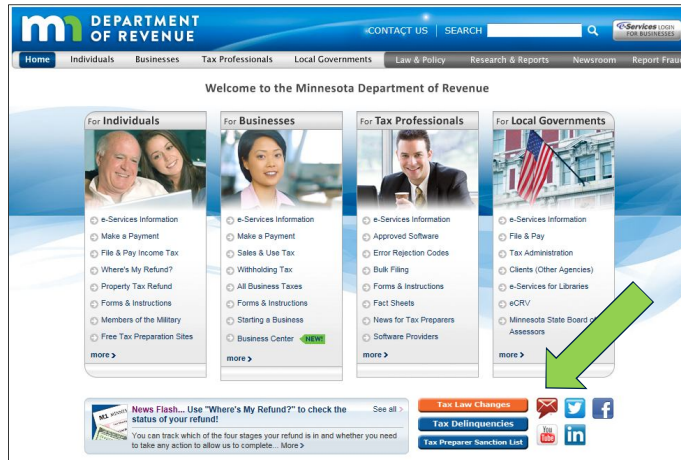 DEPARTMENT
OF REVENUE
CONTACT US
SEARCH
e-Services LOGIN
FOR BUSINESSES
Home Individuals Businesses Tax Professionals Local Governments Law & Policy Research & Reports Newsroom Report Frau
Welcome to the Minnesota Department of Revenue
For Individuals
e-Services Information
Make a Payment
File & Pay Income Tax
Where's My Refund?
Property Tax Refund
Forms & Instructions
Members of the Military
Free Tax Preparation Sites
more >
For Businesses
e-Services Information
Make a Payment
Sales & Use Tax
Withholding Tax
All Business Taxes
Forms & Instructions
Starting a Business
Business Center NEW!
more >
For Tax Professionals
e-Services Information
Approved Software
Error Rejection Codes
Bulk Filing
Forms & Instructions
Fact Sheets
News for Tax Preparers
Software Providers
more >
For Local Governments
e-Services Information
File & Pay
Tax Administration
Clients (Other Agencies)
e-Services for Libraries
eCRV
Minnesota State Board of
Assessors
more >
M1
News Flash... Use "Where's My Refund?" to check the
status of your refund!
See all >
You can track which of the four stages your refund is in and whether you need
to take any action to allow us to complete... More >
Tax Law Changes
Tax Delinquencies
Tax Preparer Sanction List
You
Tube
in